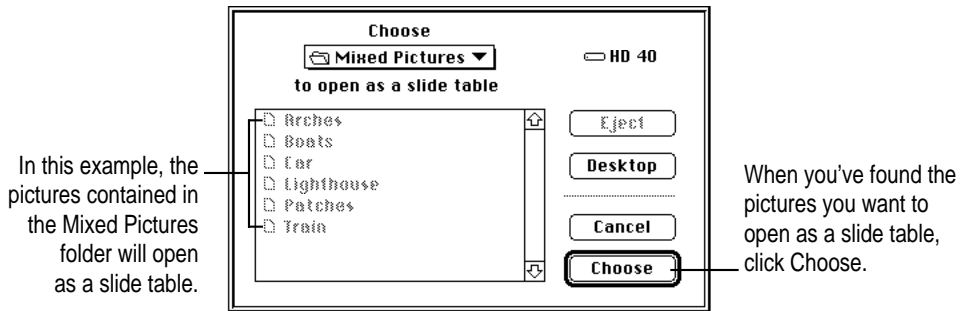 Choose
Mixed Pictures
to open as a slide table
HD 40
Arches
Boats
Car
Lighthouse
Patches
Train
Eject
Desktop
Cancel
Choose
In this example, the
pictures contained in
the Mixed Pictures
folder will open
as a slide table.
When you've found the
pictures you want to
open as a slide table,
click Choose.